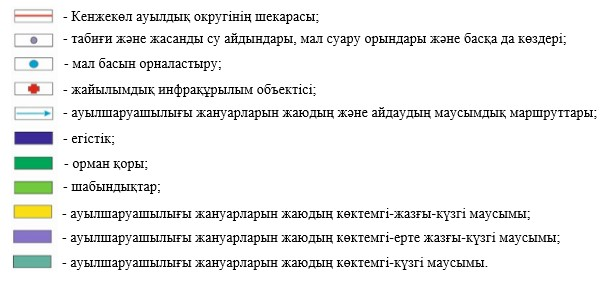 - Кенжекөл ауылдық округінің шекарасы;
- табиғи және жасанды су айдындары, мал суару орындары және басқа да көздері;
- мал басын орналастыру;
- жайылымдық инфрақұрылым объектісі;
- ауылшаруашылығы жануарларын жаюдың және айдаудың маусымдық маршруттары;
- егістік;
- орман қоры;
- шабындықтар;
- ауылшаруашылығы жануарларын жаюдың көктемгі-жазғы-күзгі маусымы;
- ауылшаруашылығы жануарларын жаюдың көктемгі-ерте жазғы-күзгі маусымы;
- ауылшаруашылығы жануарларын жаюдың көктемгі-күзгі маусымы.